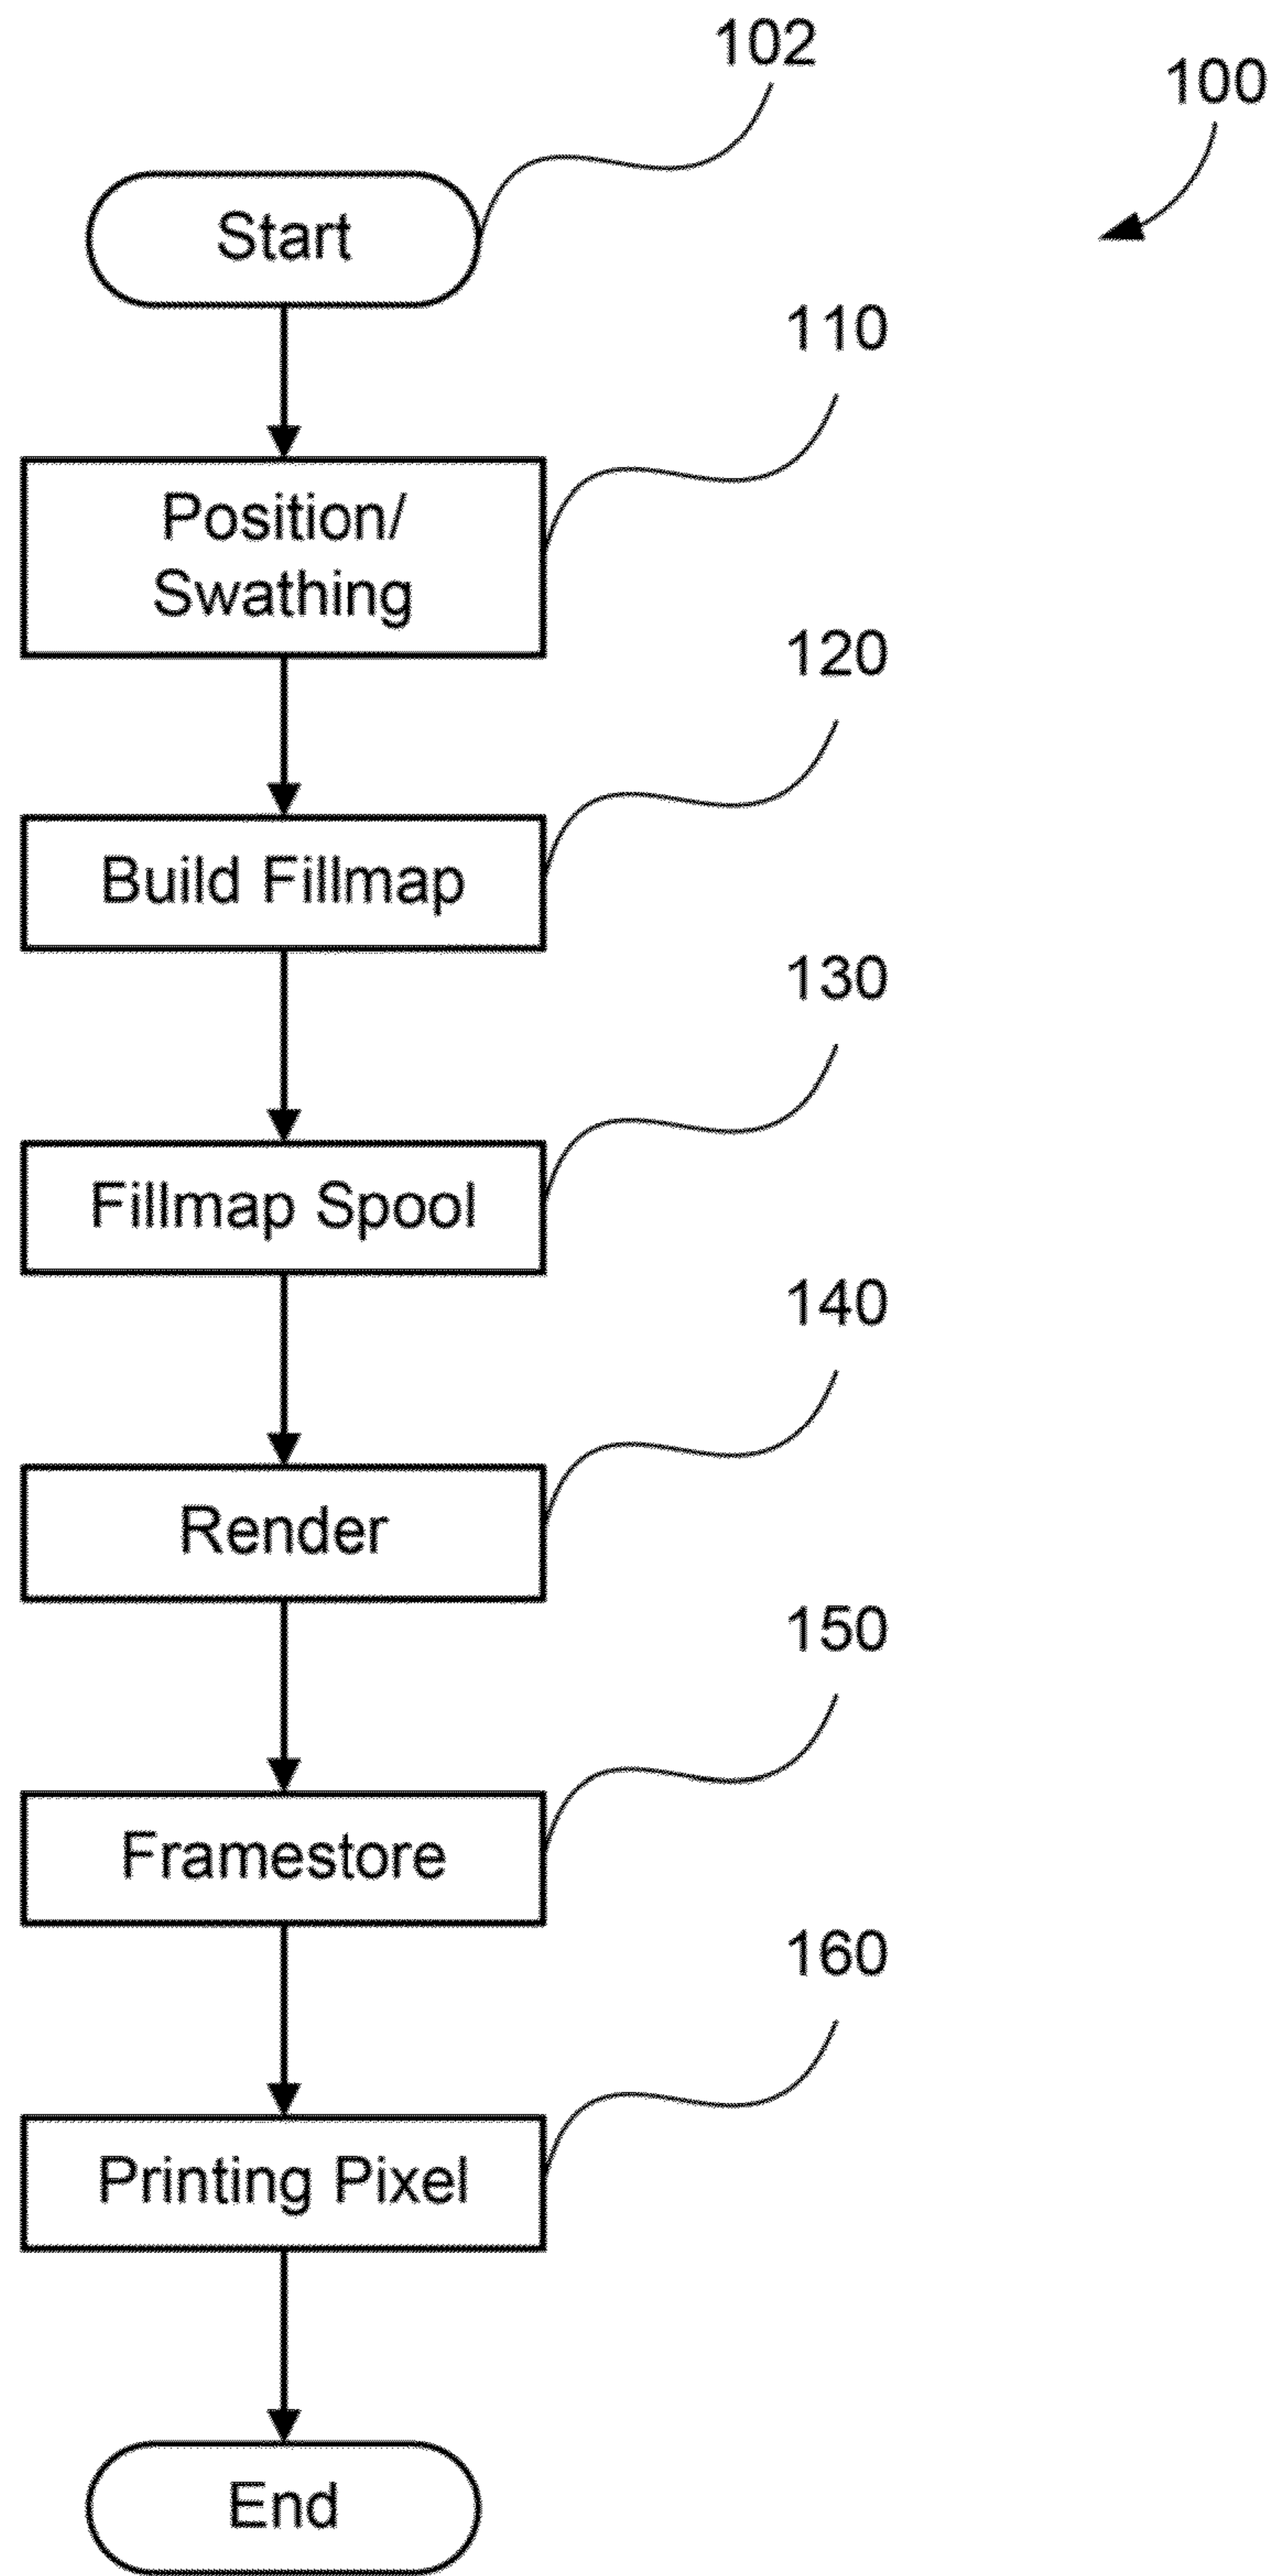 102
100
Start
110
Position/
Swathing
120
Build Fillmap
130
Fillmap Spool
140
Render
150
Framestore
160
Printing Pixel
End